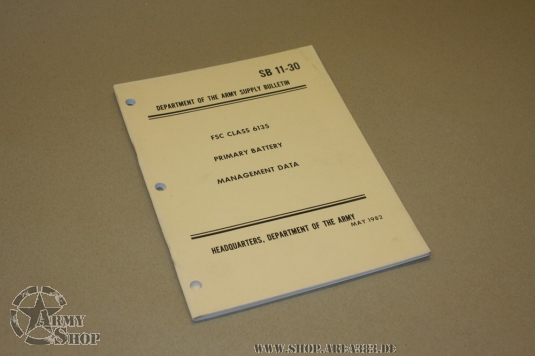 SB 11-30
DEPARTMENT OF THE ARMY SUPPLY BULLETIN
FSC CLASS 6135
PRIMARY BATTERY
MANAGEMENT DATA
HEADQUARTERS, DEPARTMENT OF THE ARMY
MAY 1982
ARMY
SHOP
WWW.SHOP.AREA383.DE